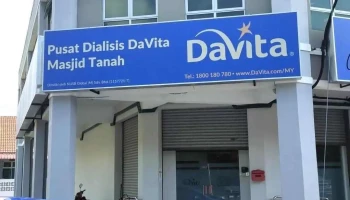 Pusat Dialisis DaVita
Masjid Tanah
DaVita®
Tel.: 1800 180 780 • www.DaVita.com/MY